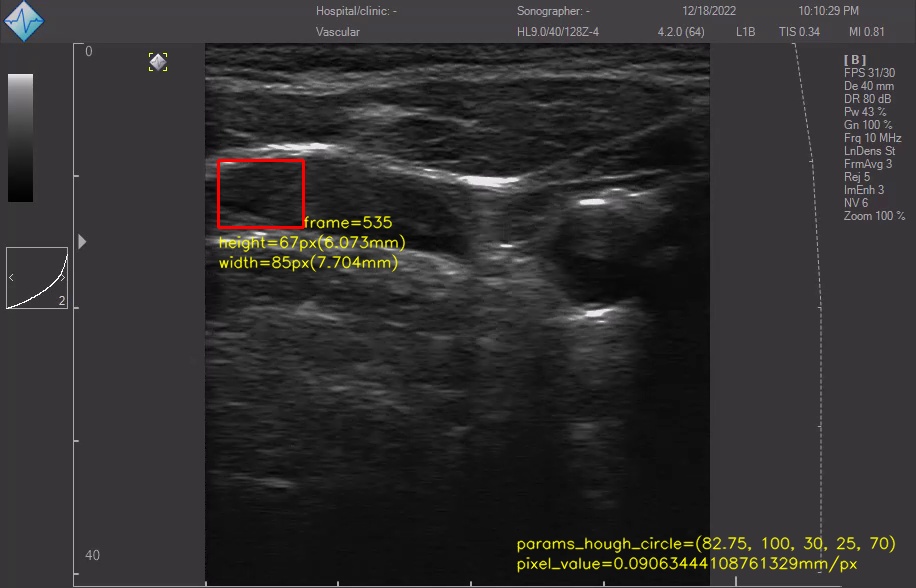 Hospital/clinic: - Sonographer: - 12/18/2022 10:10:29 PM
Vascular HL9.0/40/128Z-4 4.2.0 (64) L1B TIS 0.34 MI 0.81
0
[ B ]
FPS 31/30
De 40 mm
DR 80 dB
Pw 43 %
Gn 100 %
Frq 10 MHz
LnDens St
FrmAvg 3
Rej 5
ImEnh 3
NV 6
Zoom 100 %
frame=535
height=67px(6.073mm)
width=85px(7.704mm)
2
40
params_hough_circle=(82.75, 100, 30, 25, 70)
pixel_value=0.09063444108761329mm/px